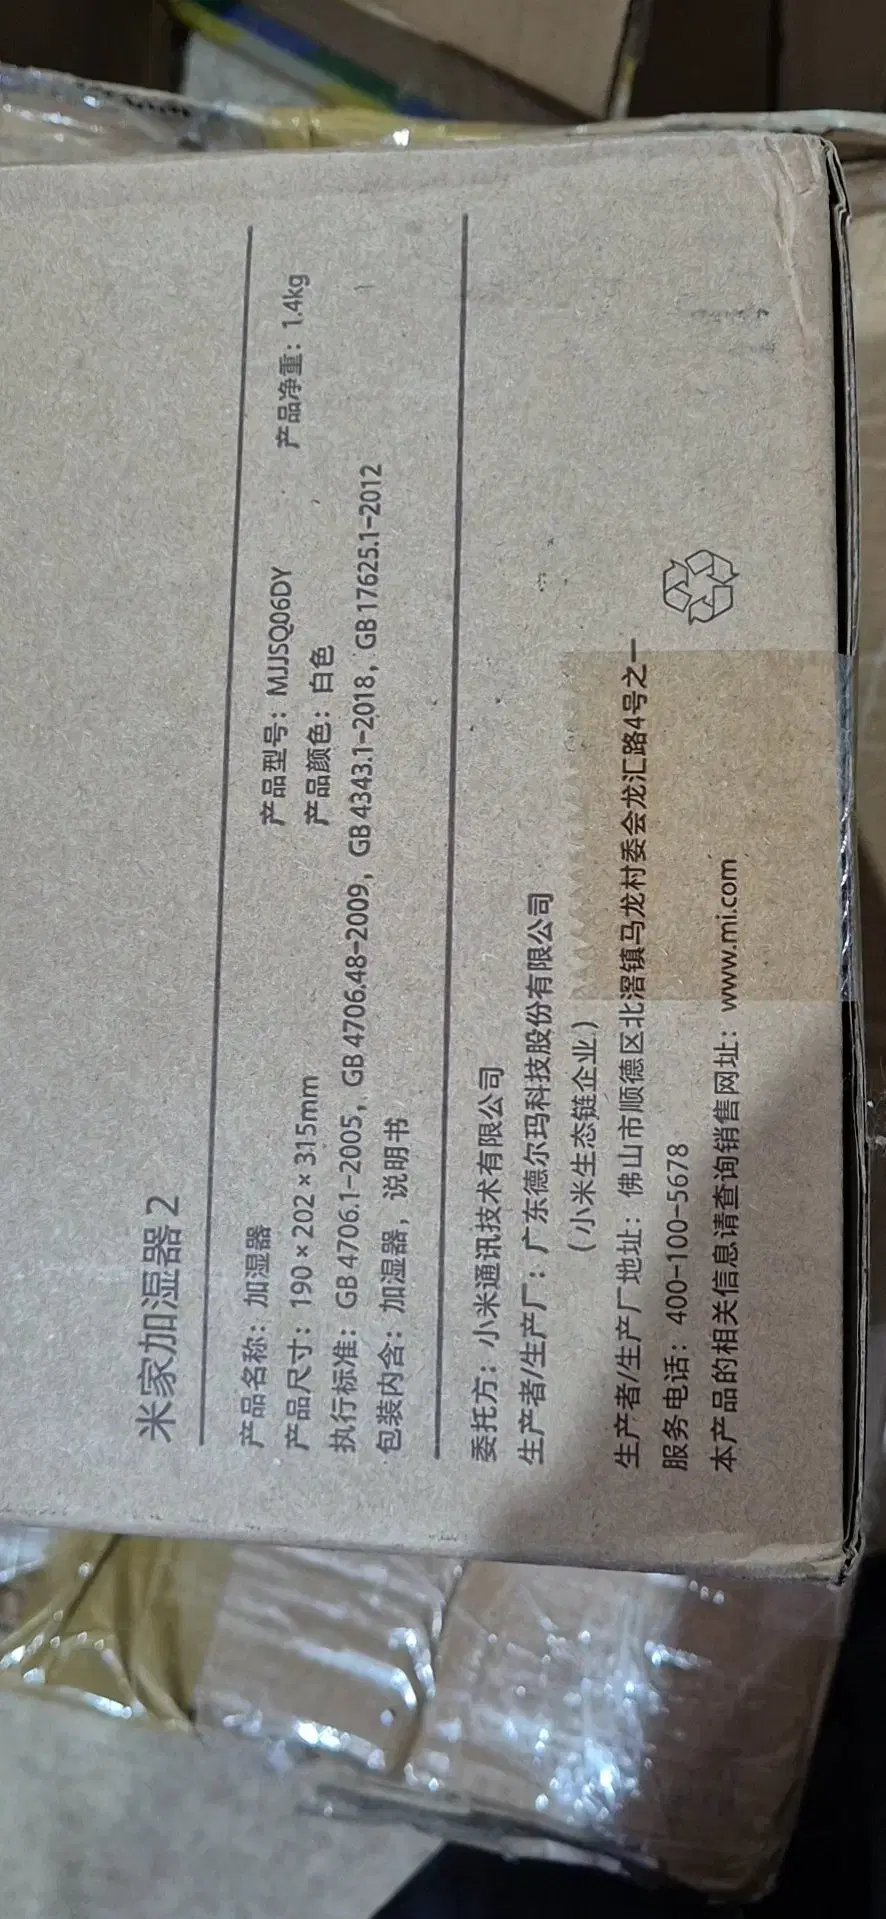 米家加湿器 2
产品名称：加湿器
产品型号：MJJSQ06DY
产品净重：1.4kg
产品尺寸：190×202×315mm
产品颜色：白色
执行标准：GB 4706.1-2005，GB 4706.48-2009，GB 4343.1-2018，GB 17625.1-2012
包装内含：加湿器，说明书
委托方：小米通讯技术有限公司
生产者/生产厂：广东德尔玛科技股份有限公司
（小米生态链企业）
生产者/生产厂地址：佛山市顺德区北滘镇马龙村委会龙汇路4号之一
服务电话：400-100-5678
本产品的相关信息请查询销售网址：www.mi.com